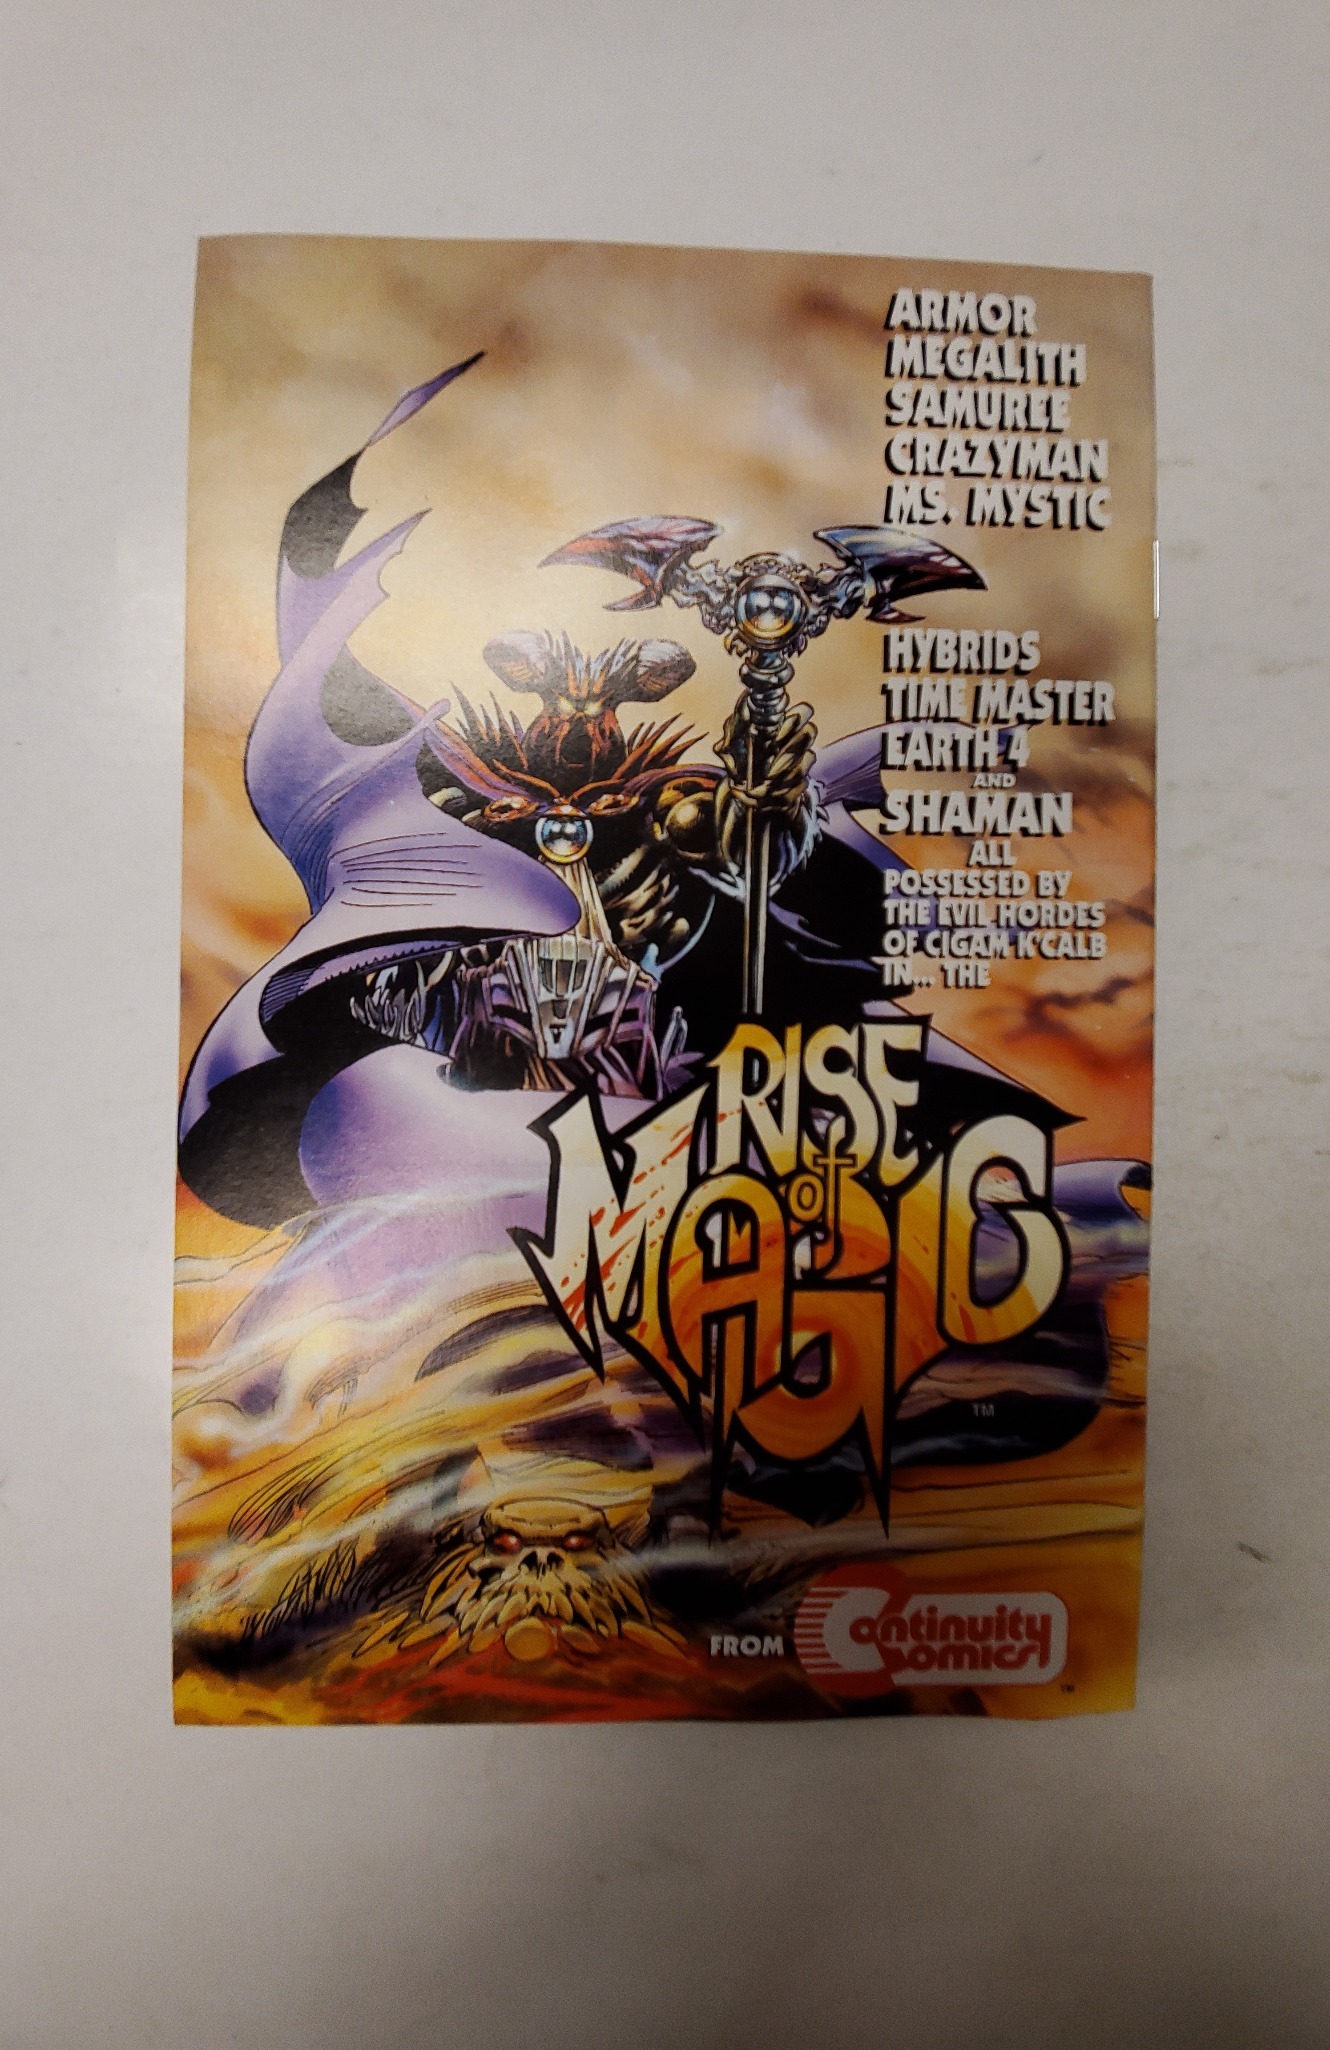 ARMOR
MEGALITH
SAMUREE
CRAZYMAN
MS. MYSTIC
HYBRIDS
TIME MASTER
EARTH 4
AND
SHAMAN
ALL
POSSESSED BY
THE EVIL HORDES
OF CIGAM K'CALB
IN... THE
RISE
of
MAGIC
TM
FROM Continuity
Comics
TM